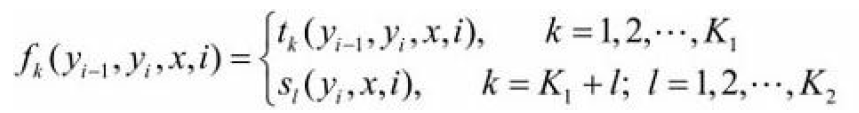 f_k(y_{i-1}, y_i, x, i) = { t_k(y_{i-1}, y_i, x, i),   k = 1, 2, ⋯, K_1
s_l(y_i, x, i),   k = K_1 + l; l = 1, 2, ⋯, K_2